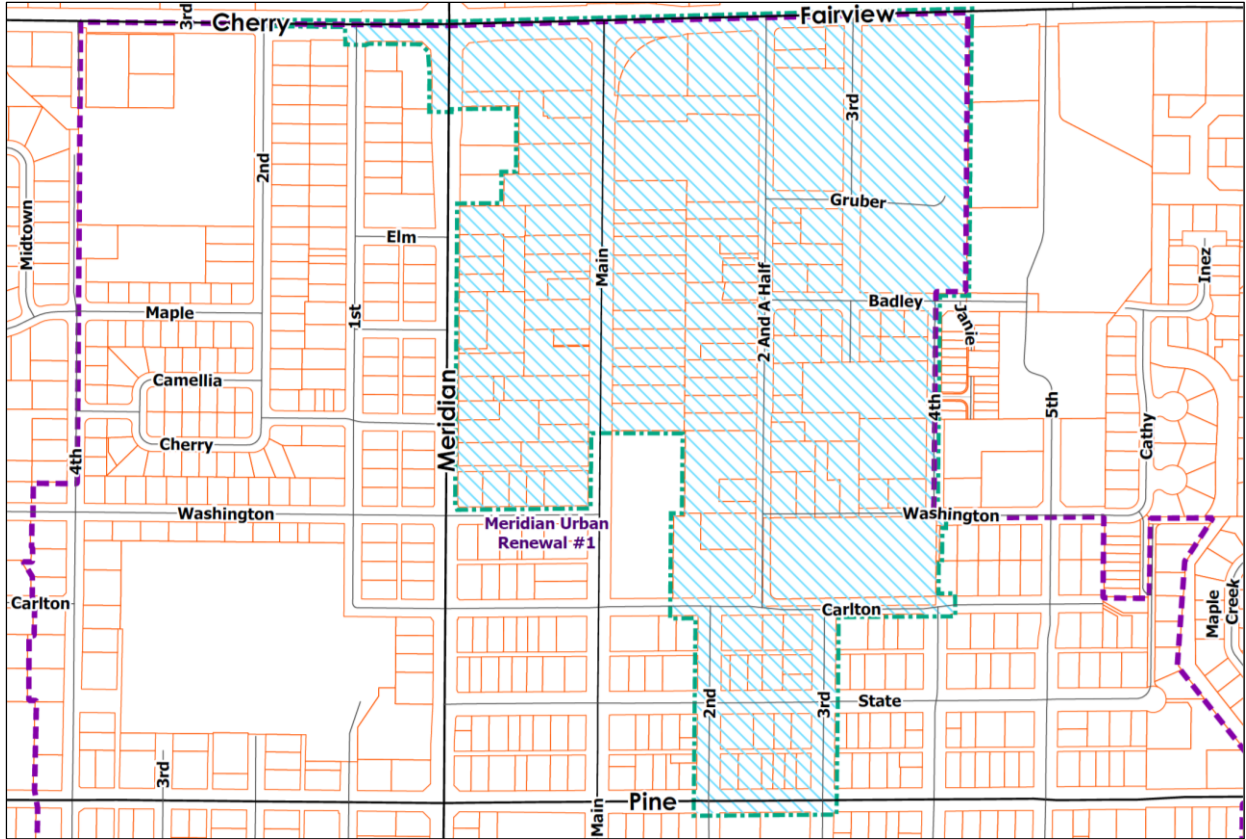 3rd
Cherry
Fairview
2nd
3rd
Midtown
Gruber
Elm
Inez
Main
2 And A Half
Badley
Maple
1st
Janie
Camellia
Meridian
4th
5th
Cherry
Cathy
4th
Washington
Meridian Urban
Renewal #1
Washington
Carlton
Carlton
Maple
Creek
2nd
3rd
State
3rd
Main
Pine